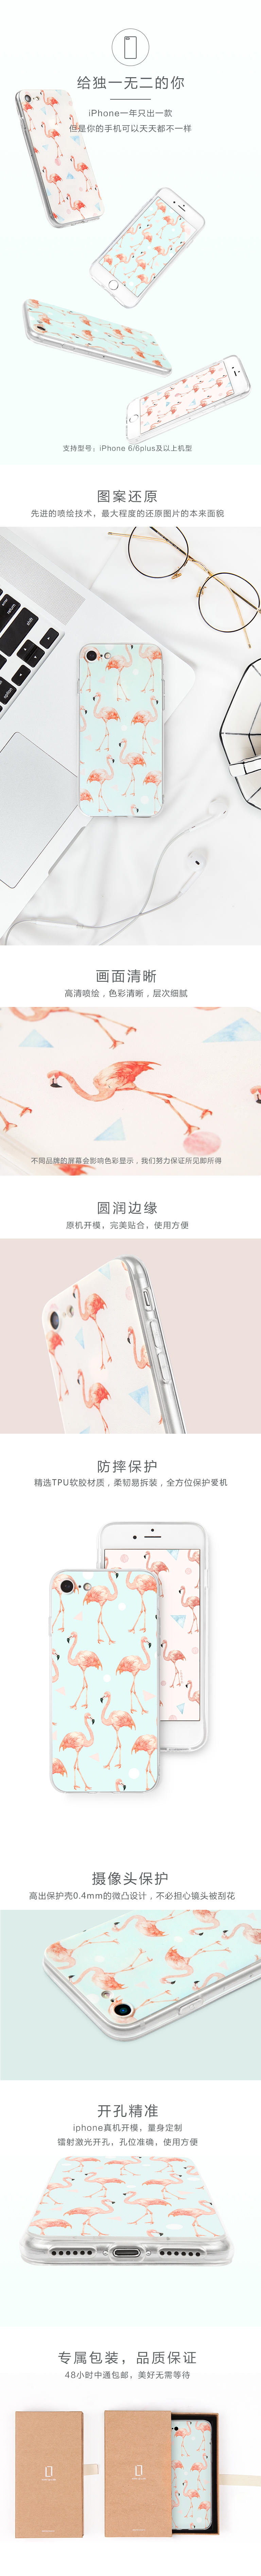 给独一无二的你
iPhone一年只出一款
但是你的手机可以天天都不一样
支持型号：iPhone 6/6plus及以上机型
图案还原
先进的喷绘技术，最大程度的还原图片的本来面貌
return
shift
option
画面清晰
高清喷绘，色彩清晰，层次细腻
不同品牌的屏幕会影响色彩显示，我们努力保证所见即所得
圆润边缘
原机开模，完美贴合，使用方便
防摔保护
精选TPU软胶材质，柔韧易拆装，全方位保护爱机
摄像头保护
高出保护壳0.4mm的微凸设计，不必担心镜头被刮花
开孔精准
iphone真机开模，量身定制
镭射激光开孔，孔位准确，使用方便
专属包装，品质保证
48小时中通包邮，美好无需等待